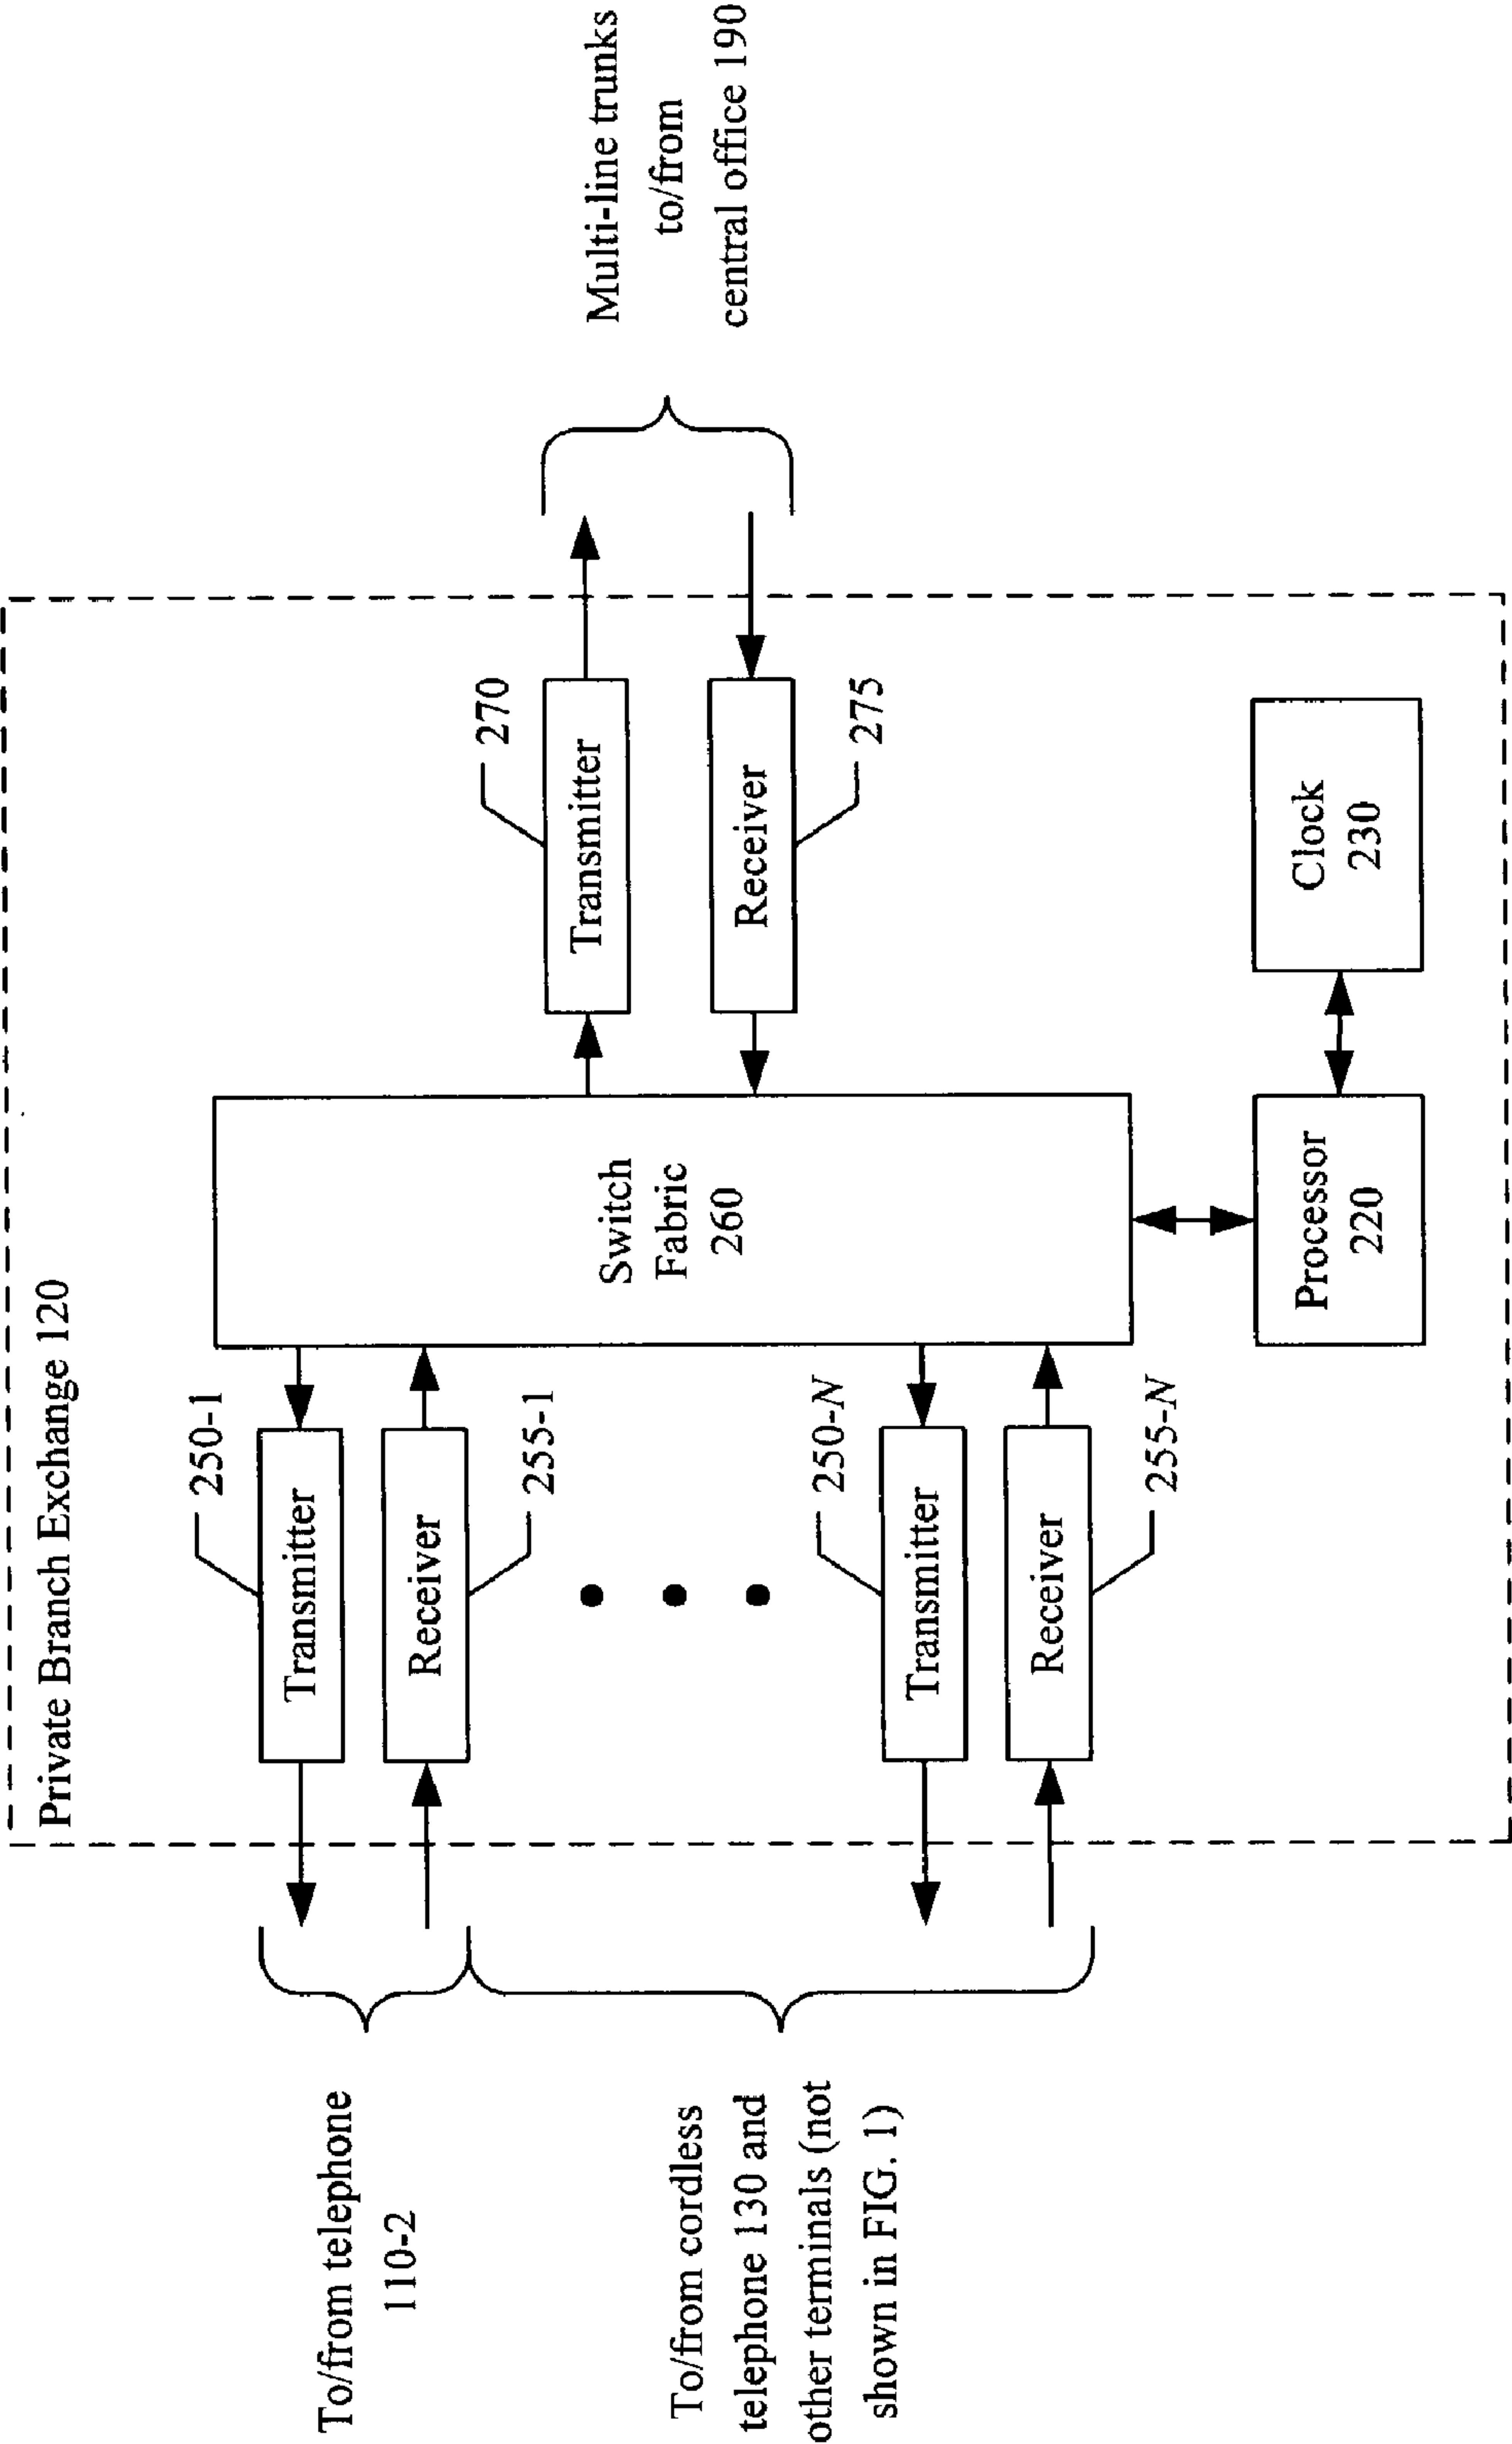 Private Branch Exchange 120
250-1
Transmitter
Receiver
255-1
To/from telephone
110-2
250-N
Transmitter
Receiver
255-N
To/from cordless
telephone 130 and
other terminals (not
shown in FIG. 1)
Switch
Fabric
260
270
Transmitter
Receiver
275
Multi-line trunks
to/from
central office 190
Processor
220
Clock
230